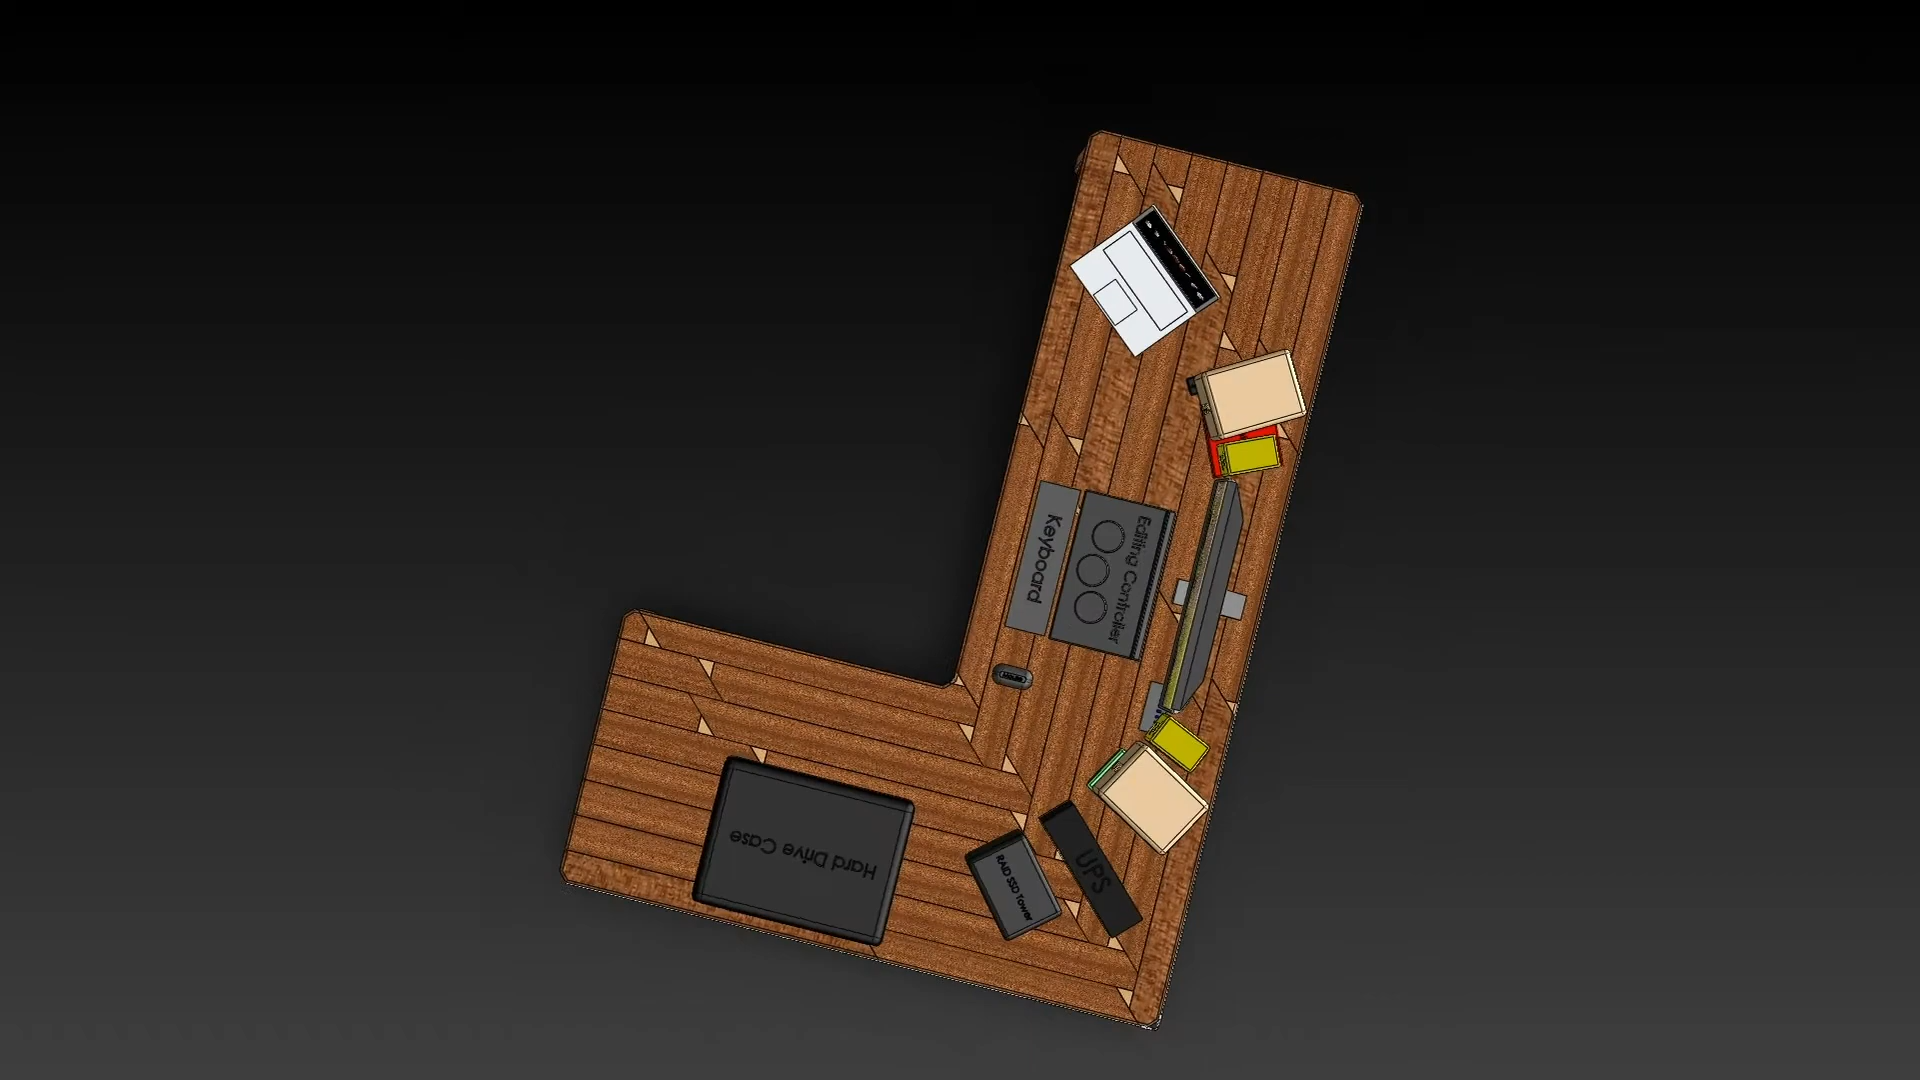 Keyboard
Editing Controller
Hard Drive Case
RAID SSD Tower
UPS